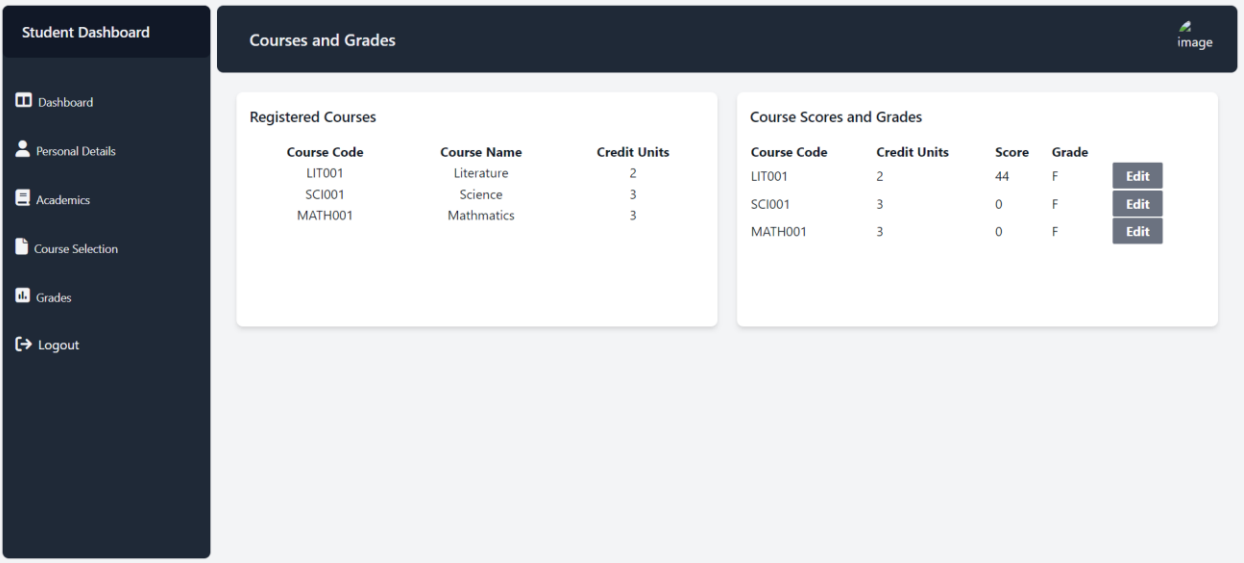 Student Dashboard
Dashboard
Personal Details
Academics
Course Selection
Grades
Logout
Courses and Grades
image
Registered Courses
Course Code Course Name Credit Units
LIT001 Literature 2
SCI001 Science 3
MATH001 Mathmatics 3
Course Scores and Grades
Course Code Credit Units Score Grade
LIT001 2 44 F Edit
SCI001 3 0 F Edit
MATH001 3 0 F Edit